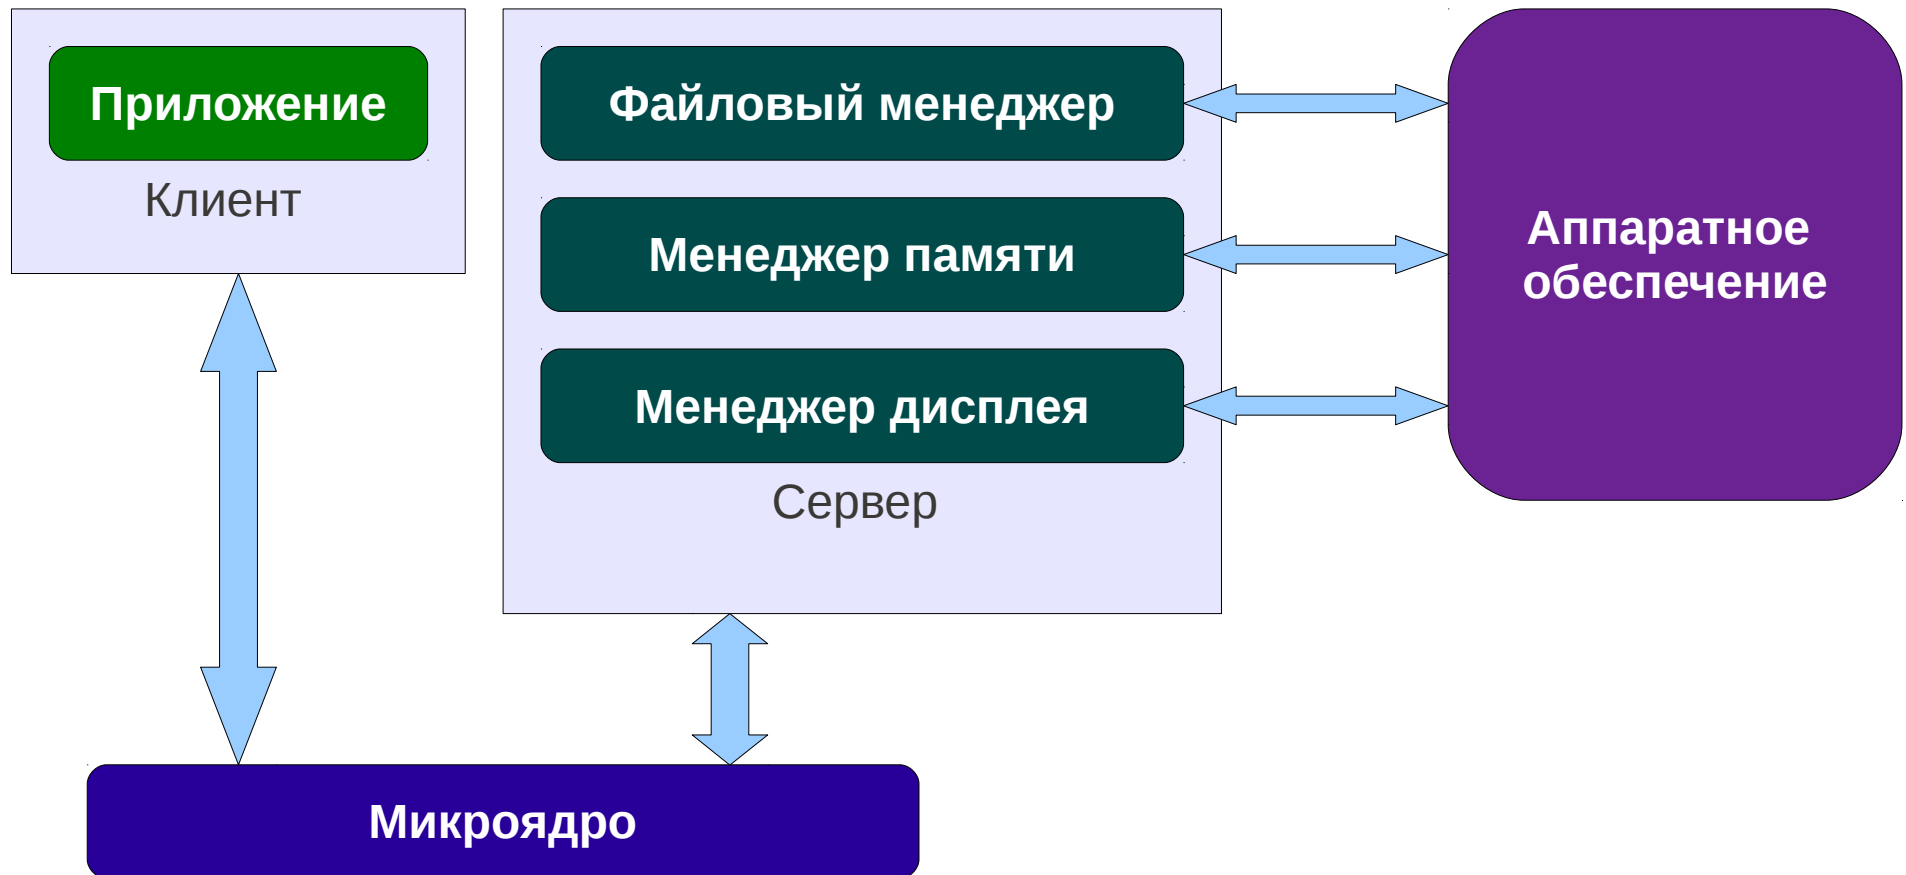 Приложение
Клиент
Файловый менеджер
Менеджер памяти
Менеджер дисплея
Сервер
Аппаратное
обеспечение
Микроядро